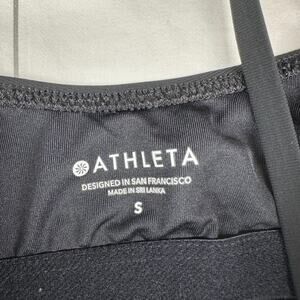 ATHLETA
DESIGNED IN SAN FRANCISCO
MADE IN SRI LANKA
S